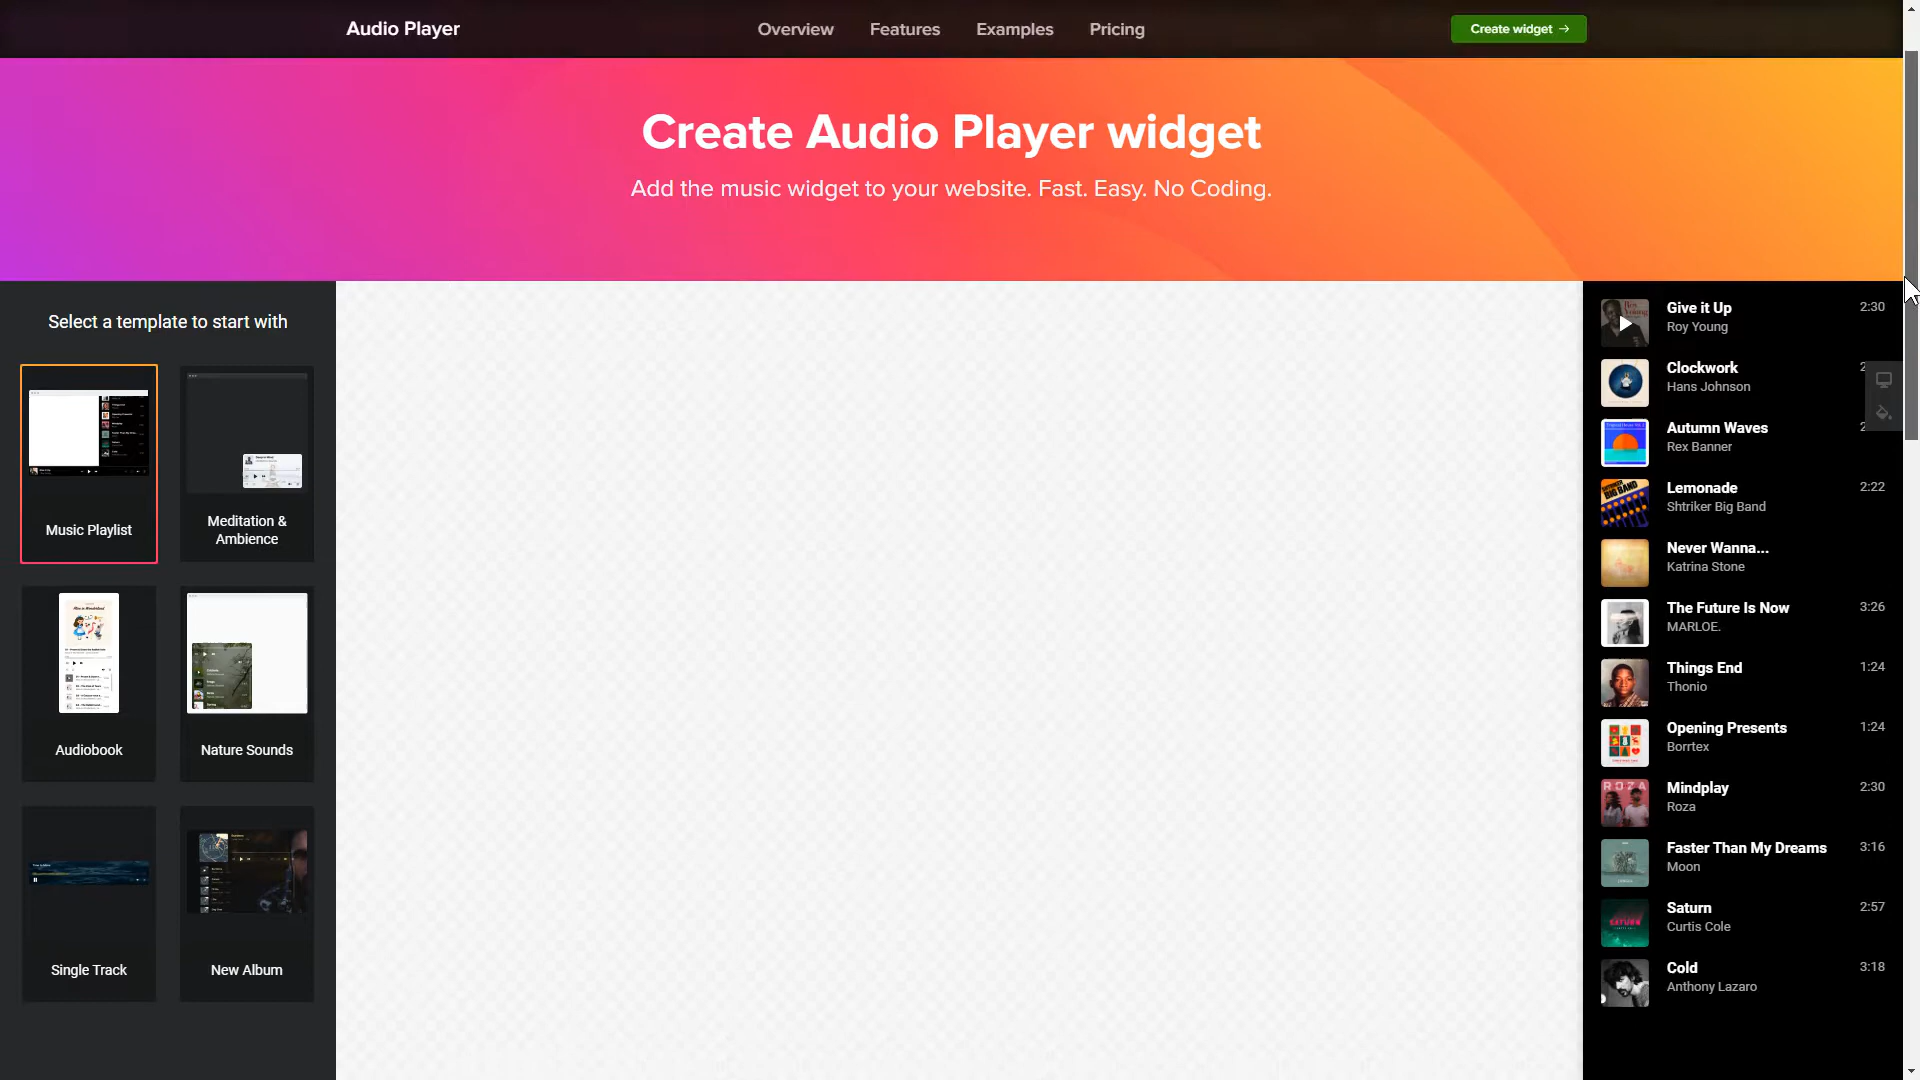 Audio Player
Overview
Features
Examples
Pricing
Create widget →
Create Audio Player widget
Add the music widget to your website. Fast. Easy. No Coding.
Select a template to start with
Music Playlist
Meditation &
Ambience
Audiobook
Nature Sounds
Single Track
New Album
Give it Up
2:30
Roy Young
Clockwork
Hans Johnson
Autumn Waves
Rex Banner
Lemonade
2:22
Shtriker Big Band
Never Wanna...
Katrina Stone
The Future Is Now
3:26
MARLOE.
Things End
1:24
Thonio
Opening Presents
1:24
Borrtex
Mindplay
2:30
Roza
Faster Than My Dreams
3:16
Moon
Saturn
2:57
Curtis Cole
Cold
3:18
Anthony Lazaro
ROZA